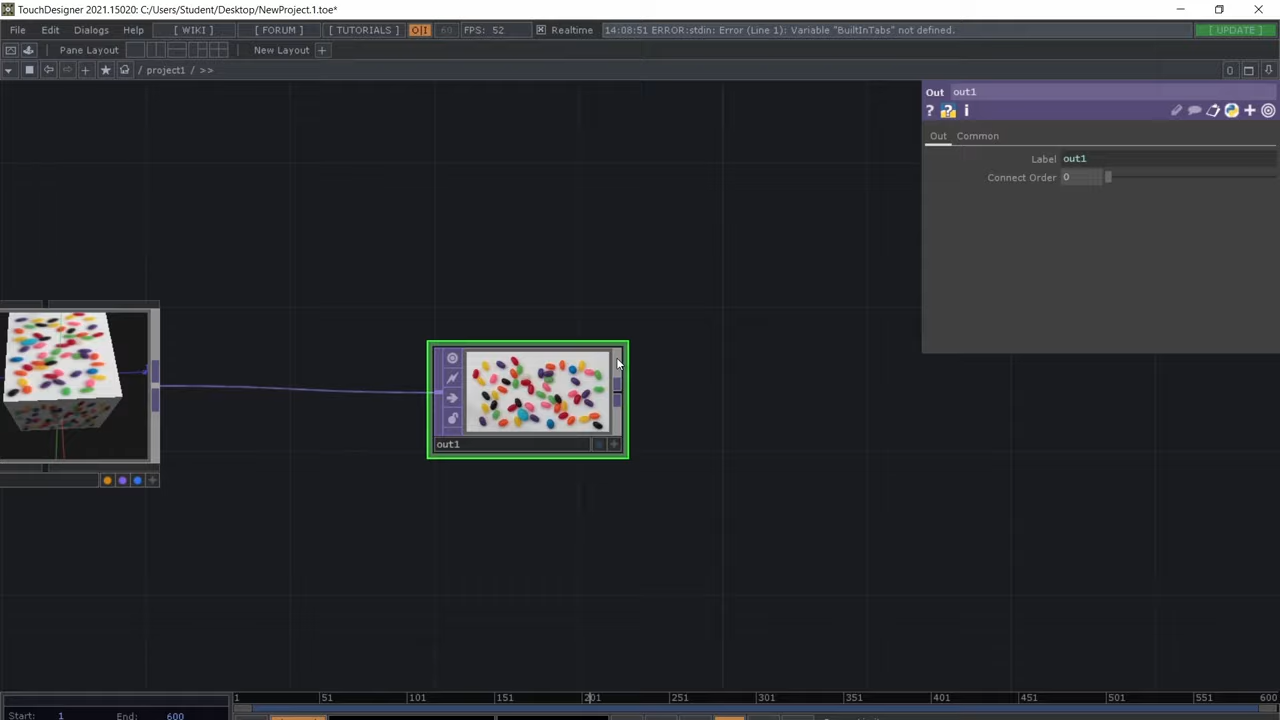 TouchDesigner 2021.15020: C:/Users/Student/Desktop/NewProject.1.toe*
File Edit Dialogs Help [ WIKI ] [ FORUM ] [ TUTORIALS ] O|I 60 FPS: 52 Realtime 14:08:51 ERROR:stdin: Error (Line 1): Variable "BuiltInTabs" not defined. [ UPDATE ]
Pane Layout New Layout +
/ project1 / >> 0
Out out1
? ? i
Out Common
Label out1
Connect Order 0
out1
1 51 101 151 201 251 301 351 401 451 501 551 600
Start: 1 End: 600